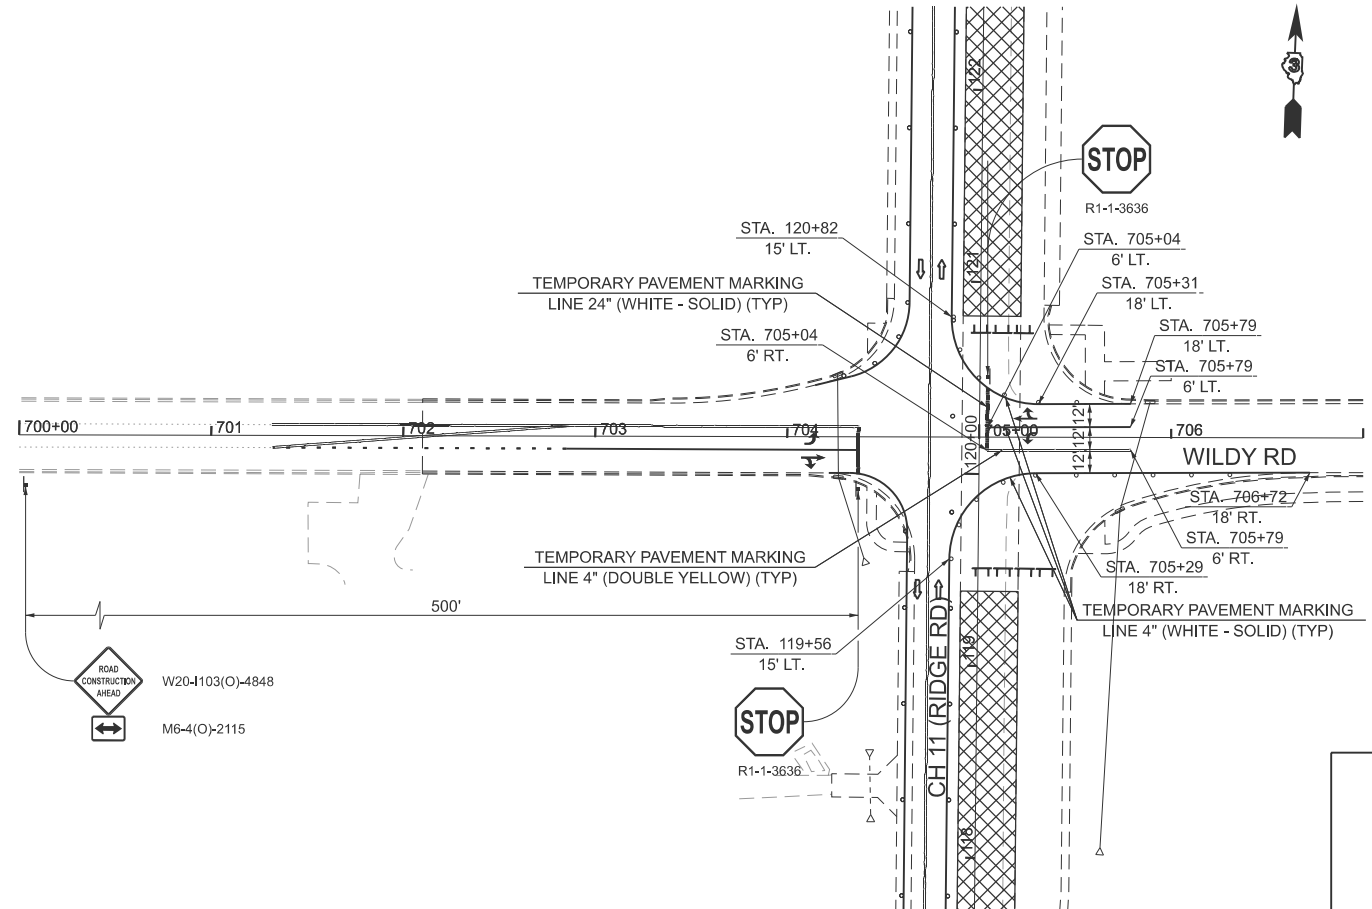 122
3
STOP
R1-1-3636
STA. 120+82
15' LT.
STA. 705+04
6' LT.
121
TEMPORARY PAVEMENT MARKING
LINE 24" (WHITE - SOLID) (TYP)
STA. 705+31
18' LT.
STA. 705+04
6' RT.
STA. 705+79
18' LT.
STA. 705+79
6' LT.
700+00
701
702
703
704
705+00
706
120+00
12'
12'
12'
WILDY RD
STA. 706+72
18' RT.
STA. 705+79
6' RT.
TEMPORARY PAVEMENT MARKING
LINE 4" (DOUBLE YELLOW) (TYP)
STA. 705+29
18' RT.
500'
TEMPORARY PAVEMENT MARKING
LINE 4" (WHITE - SOLID) (TYP)
STA. 119+56
15' LT.
119
CH 11 (RIDGE RD)
ROAD
CONSTRUCTION
AHEAD
W20-I103(O)-4848
M6-4(O)-2115
STOP
R1-1-3636
118